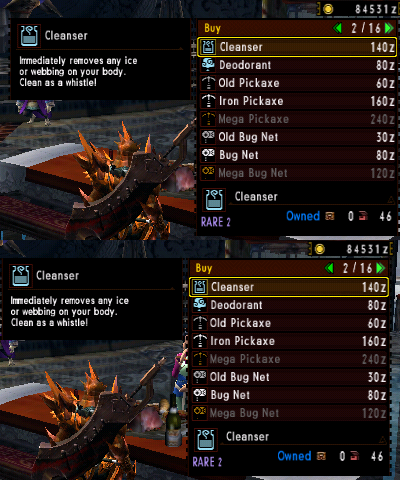 84531z
Cleanser
Immediately removes any ice
or webbing on your body.
Clean as a whistle!
Buy 2/16
Cleanser 140z
Deodorant 80z
Old Pickaxe 60z
Iron Pickaxe 160z
Mega Pickaxe 240z
Old Bug Net 30z
Bug Net 80z
Mega Bug Net 120z
Cleanser
RARE 2 Owned 0 46
84531z
Cleanser
Immediately removes any ice
or webbing on your body.
Clean as a whistle!
Buy 2/16
Cleanser 140z
Deodorant 80z
Old Pickaxe 60z
Iron Pickaxe 160z
Mega Pickaxe 240z
Old Bug Net 30z
Bug Net 80z
Mega Bug Net 120z
Cleanser
RARE 2 Owned 0 46